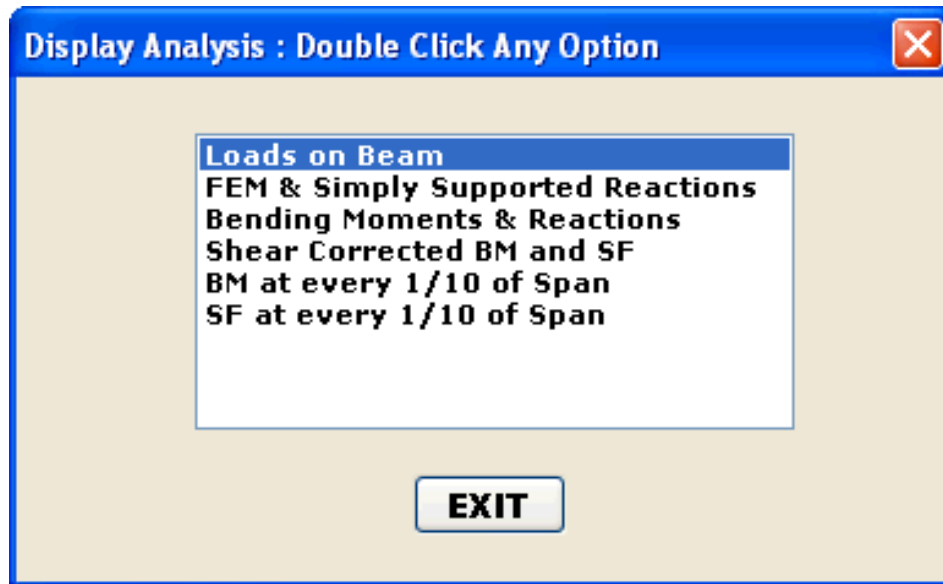 Display Analysis : Double Click Any Option
Loads on Beam
FEM & Simply Supported Reactions
Bending Moments & Reactions
Shear Corrected BM and SF
BM at every 1/10 of Span
SF at every 1/10 of Span
EXIT